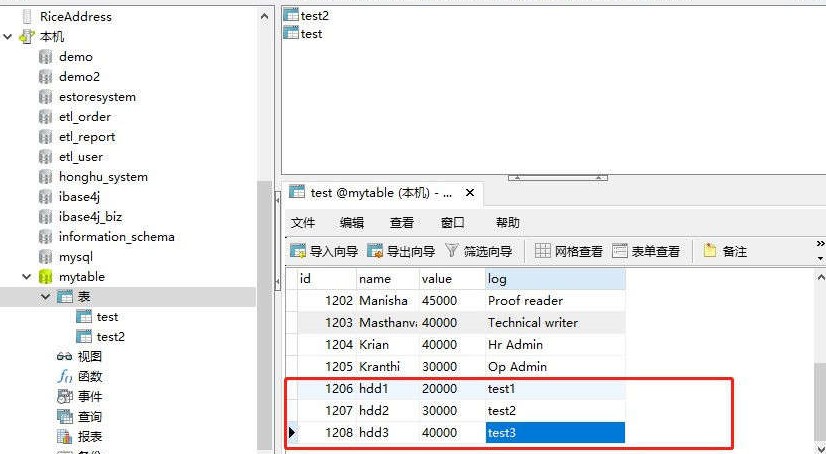 RiceAddress
本机
demo
demo2
estoresystem
etl_order
etl_report
etl_user
honghu_system
ibase4j
ibase4j_biz
information_schema
mysql
mytable
表
test
test2
视图
函数
事件
查询
报表
test2
test
test @mytable (本机) - ...
文件 编辑 查看 窗口 帮助
导入向导 导出向导 筛选向导 网格查看 表单查看 备注
id name value log
1202 Manisha 45000 Proof reader
1203 Masthanva 40000 Technical writer
1204 Krian 40000 Hr Admin
1205 Kranthi 30000 Op Admin
1206 hdd1 20000 test1
1207 hdd2 30000 test2
1208 hdd3 40000 test3